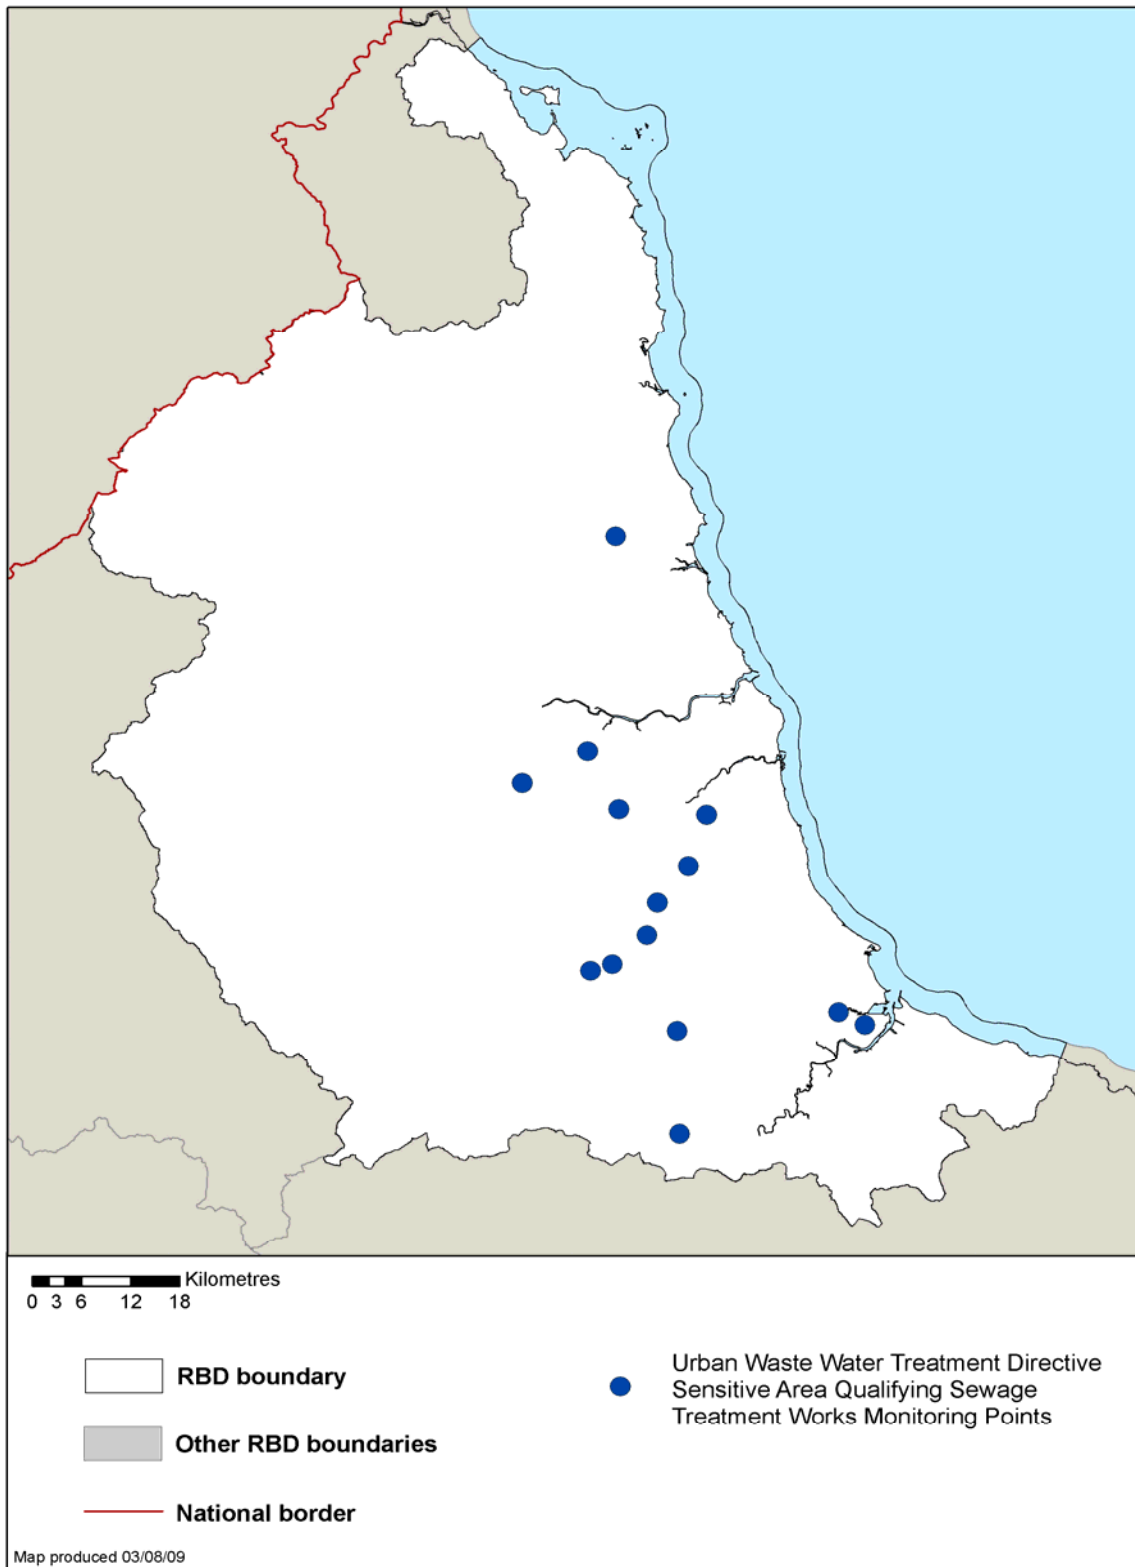 Kilometres
0 3 6 12 18
RBD boundary
Other RBD boundaries
National border
Urban Waste Water Treatment Directive
Sensitive Area Qualifying Sewage
Treatment Works Monitoring Points
Map produced 03/08/09